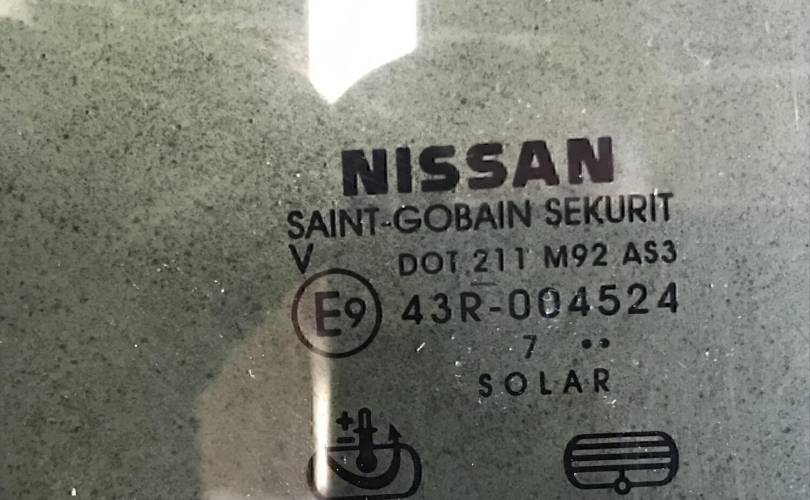 NISSAN
SAINT-GOBAIN SEKURIT
V DOT 211 M92 AS3
E9 43R-004524
7 ••
SOLAR